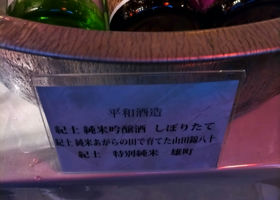 平和酒造
紀土 純米吟醸酒 しぼりたて
紀土 純米あがらの田で育てた山田錦八十
紀土 特別純米 雄町